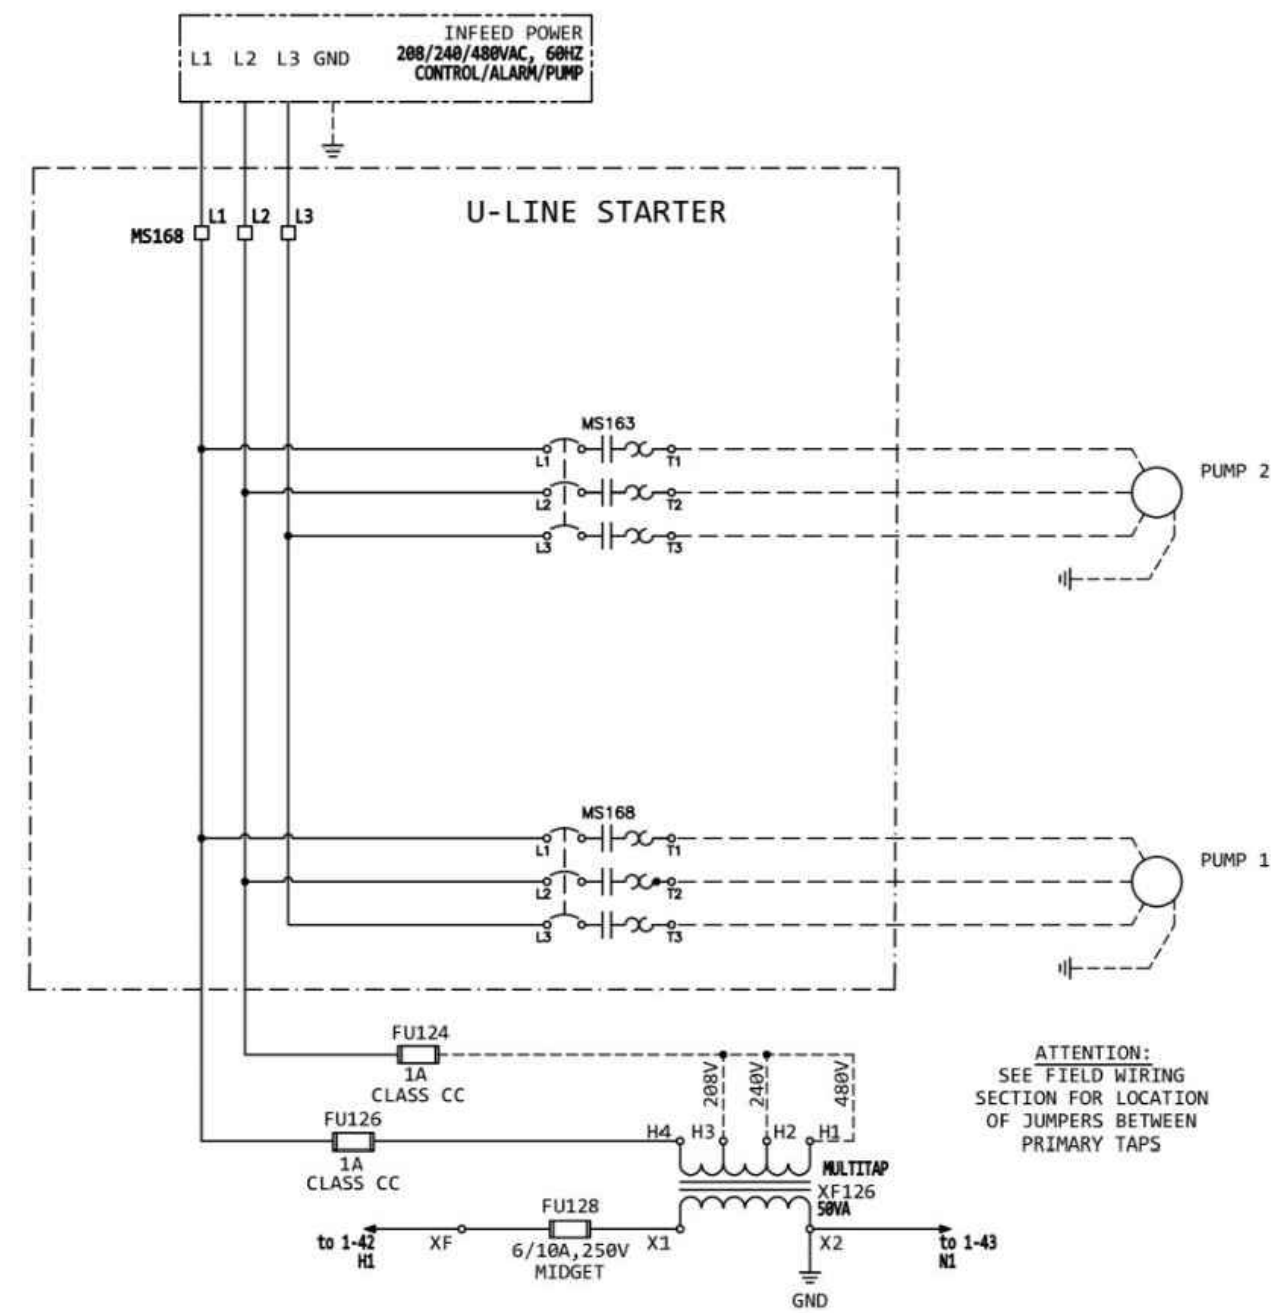 INFEED POWER
L1 L2 L3 GND
208/240/480VAC, 60HZ
CONTROL/ALARM/PUMP
U-LINE STARTER
L1 L2 L3
MS168
MS163
L1 T1
L2 T2
L3 T3
PUMP 2
MS168
L1 T1
L2 T2
L3 T3
PUMP 1
FU124
1A
CLASS CC
208V
240V
480V
FU126
1A
CLASS CC
H4 H3 H2 H1
MULTITAP
XF126
50VA
ATTENTION:
SEE FIELD WIRING
SECTION FOR LOCATION
OF JUMPERS BETWEEN
PRIMARY TAPS
FU128
6/10A,250V
MIDGET
to 1-42
H1
XF
X1
X2
to 1-43
N1
GND